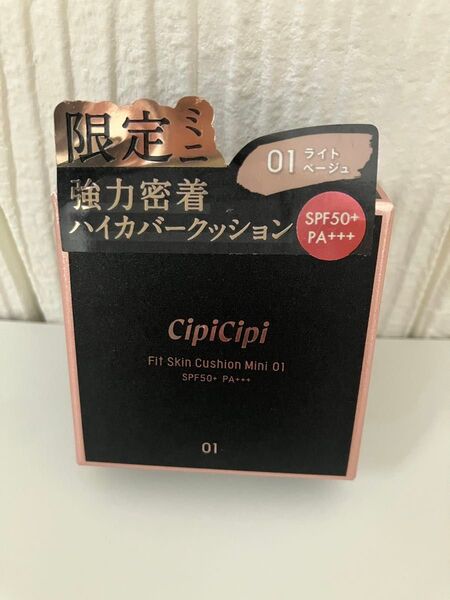 限定ミニ
01 ライト
ベージュ
強力密着
ハイカバークッション
SPF50+
PA+++
CipiCipi
Fit Skin Cushion Mini 01
SPF50+ PA+++
01